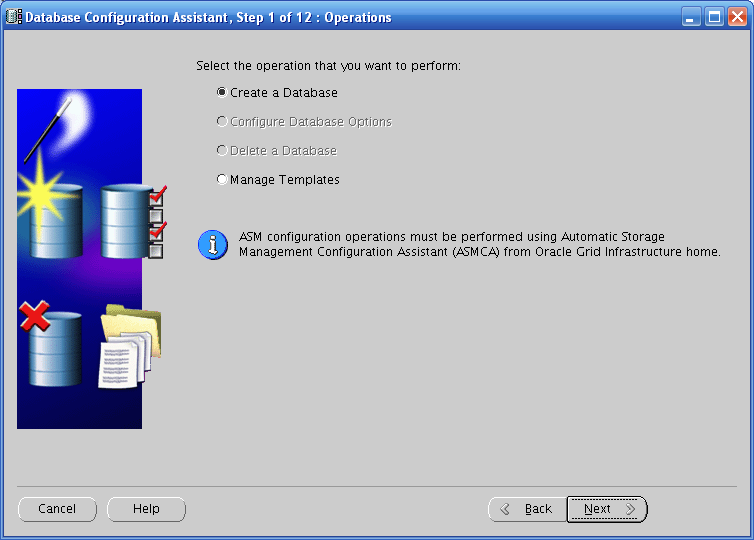 Database Configuration Assistant, Step 1 of 12 : Operations
Select the operation that you want to perform:
Create a Database
Configure Database Options
Delete a Database
Manage Templates
ASM configuration operations must be performed using Automatic Storage
Management Configuration Assistant (ASMCA) from Oracle Grid Infrastructure home.
Cancel Help Back Next